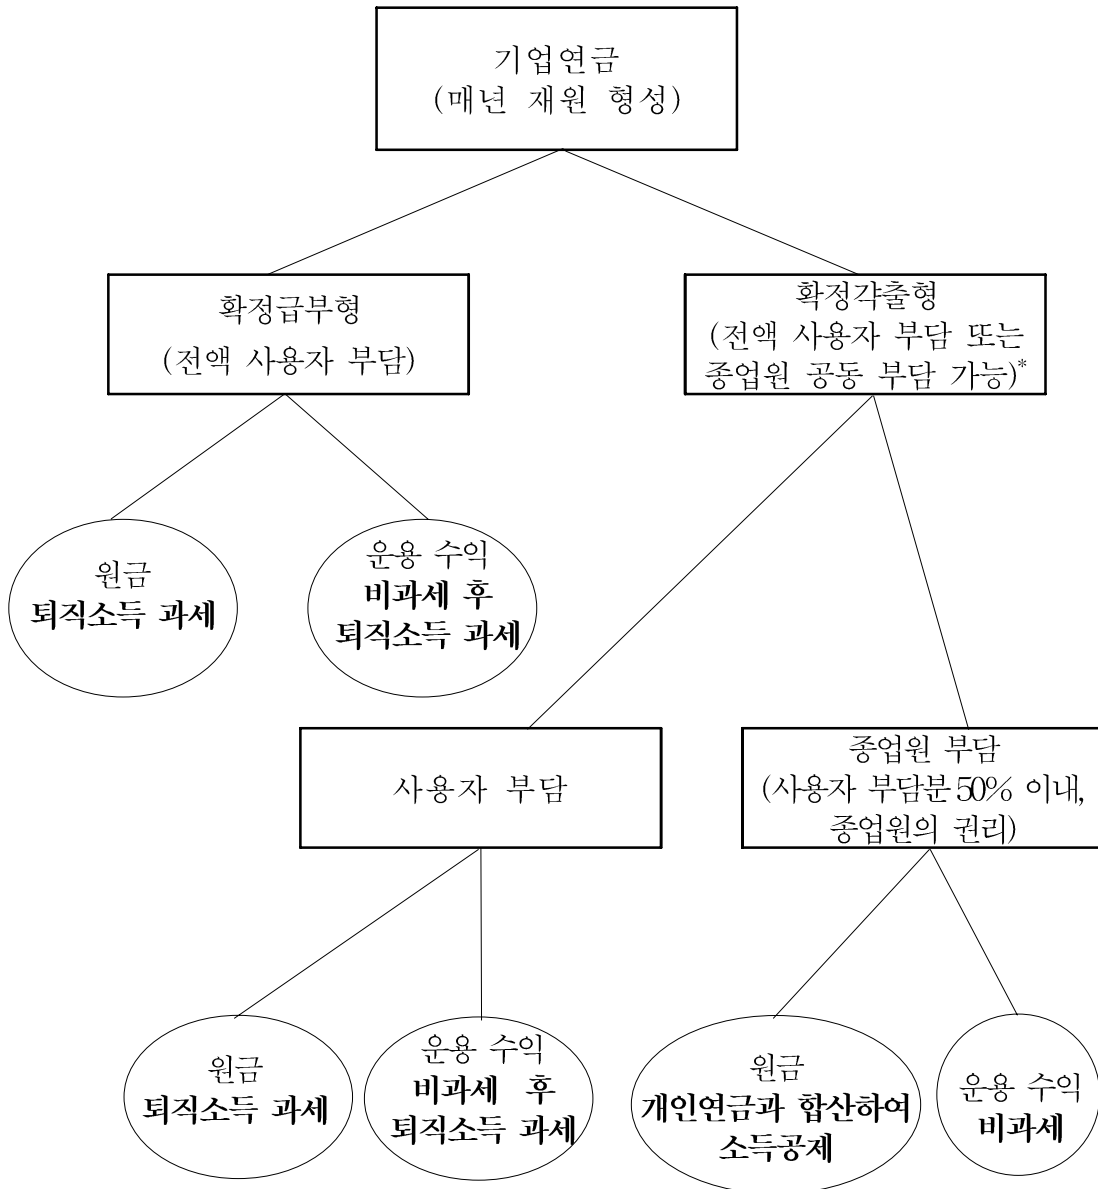 기업연금
(매년 재원 형성)
확정급부형
(전액 사용자 부담)
확정갹출형
(전액 사용자 부담 또는
종업원 공동 부담 가능)*
원금
퇴직소득 과세
운용 수익
비과세 후
퇴직소득 과세
사용자 부담
종업원 부담
(사용자 부담분 50% 이내,
종업원의 권리)
원금
퇴직소득 과세
운용 수익
비과세 후
퇴직소득 과세
원금
개인연금과 합산하여
소득공제
운용 수익
비과세